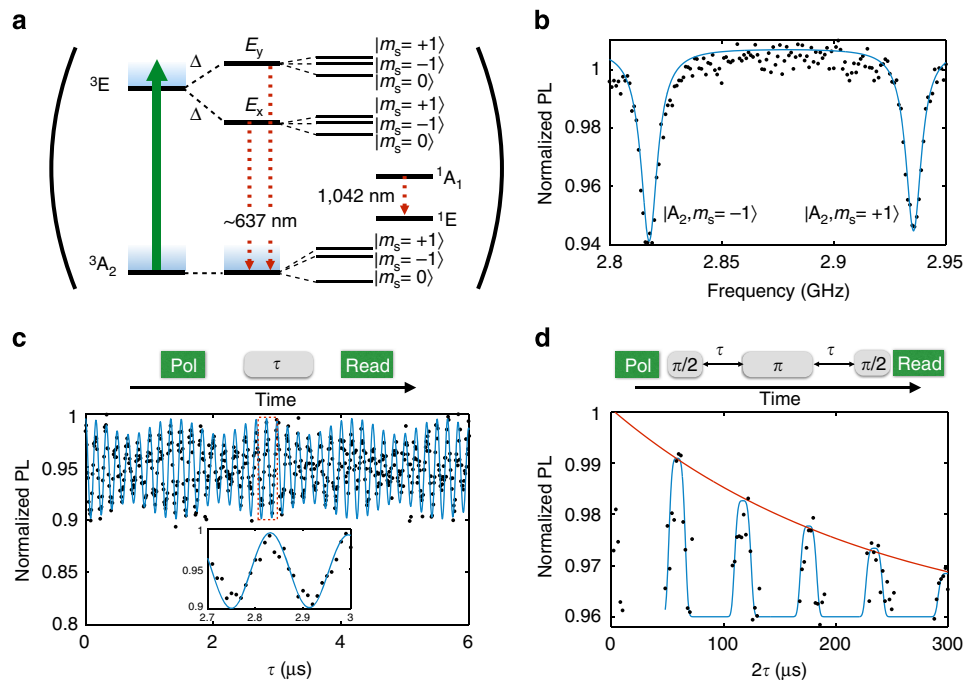 a
³E
Δ
Δ
E_y
E_x
|m_s= +1⟩
|m_s= −1⟩
|m_s= 0⟩
|m_s= +1⟩
|m_s= −1⟩
|m_s= 0⟩
¹A₁
1,042 nm
¹E
~637 nm
³A₂
|m_s= +1⟩
|m_s= −1⟩
|m_s= 0⟩
b
Normalized PL
1
0.98
0.96
0.94
|A₂,m_s= −1⟩
|A₂,m_s= +1⟩
2.8 2.85 2.9 2.95
Frequency (GHz)
c
Pol τ Read
Time
Normalized PL
1
0.95
0.9
0.85
0.8
1
0.95
0.9
2.7 2.8 2.9 3
0 2 4 6
τ (μs)
d
Pol π/2 τ π τ π/2 Read
Time
Normalized PL
1
0.99
0.98
0.97
0.96
0 100 200 300
2τ (μs)